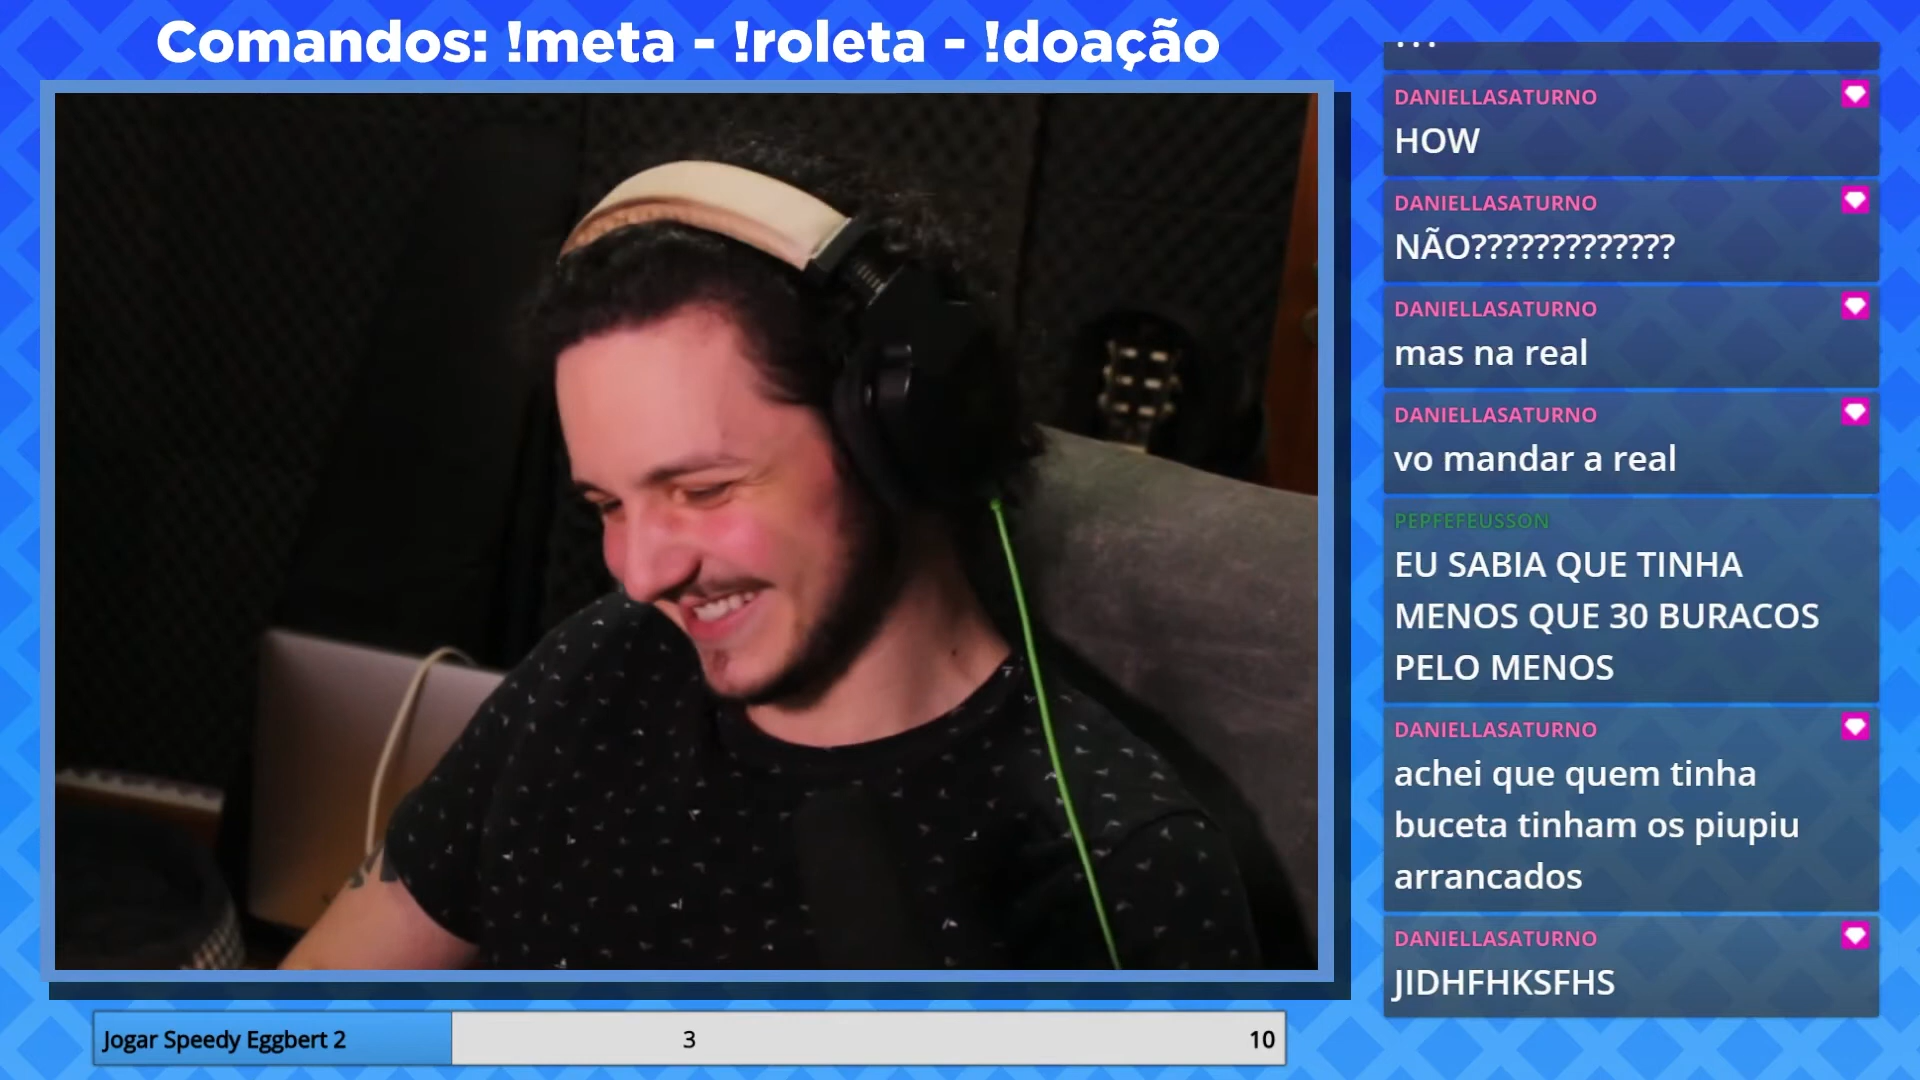 Comandos: !meta - !roleta - !doação
...
DANIELLASATURNO
HOW
DANIELLASATURNO
NÃO?????????????
DANIELLASATURNO
mas na real
DANIELLASATURNO
vo mandar a real
PEPFEFEUSSON
EU SABIA QUE TINHA
MENOS QUE 30 BURACOS
PELO MENOS
DANIELLASATURNO
achei que quem tinha
buceta tinham os piupiu
arrancados
DANIELLASATURNO
JIDHFHKSFHS
Jogar Speedy Eggbert 2
3
10